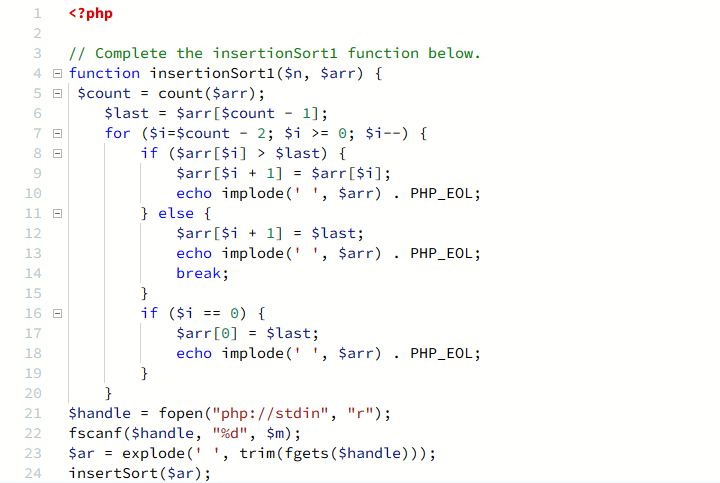 1 <?php
2
3 // Complete the insertionSort1 function below.
4 function insertionSort1($n, $arr) {
5 $count = count($arr);
6 $last = $arr[$count - 1];
7 for ($i=$count - 2; $i >= 0; $i--) {
8 if ($arr[$i] > $last) {
9 $arr[$i + 1] = $arr[$i];
10 echo implode(' ', $arr) . PHP_EOL;
11 } else {
12 $arr[$i + 1] = $last;
13 echo implode(' ', $arr) . PHP_EOL;
14 break;
15 }
16 if ($i == 0) {
17 $arr[0] = $last;
18 echo implode(' ', $arr) . PHP_EOL;
19 }
20 }
21 $handle = fopen("php://stdin", "r");
22 fscanf($handle, "%d", $m);
23 $ar = explode(' ', trim(fgets($handle)));
24 insertSort($ar);